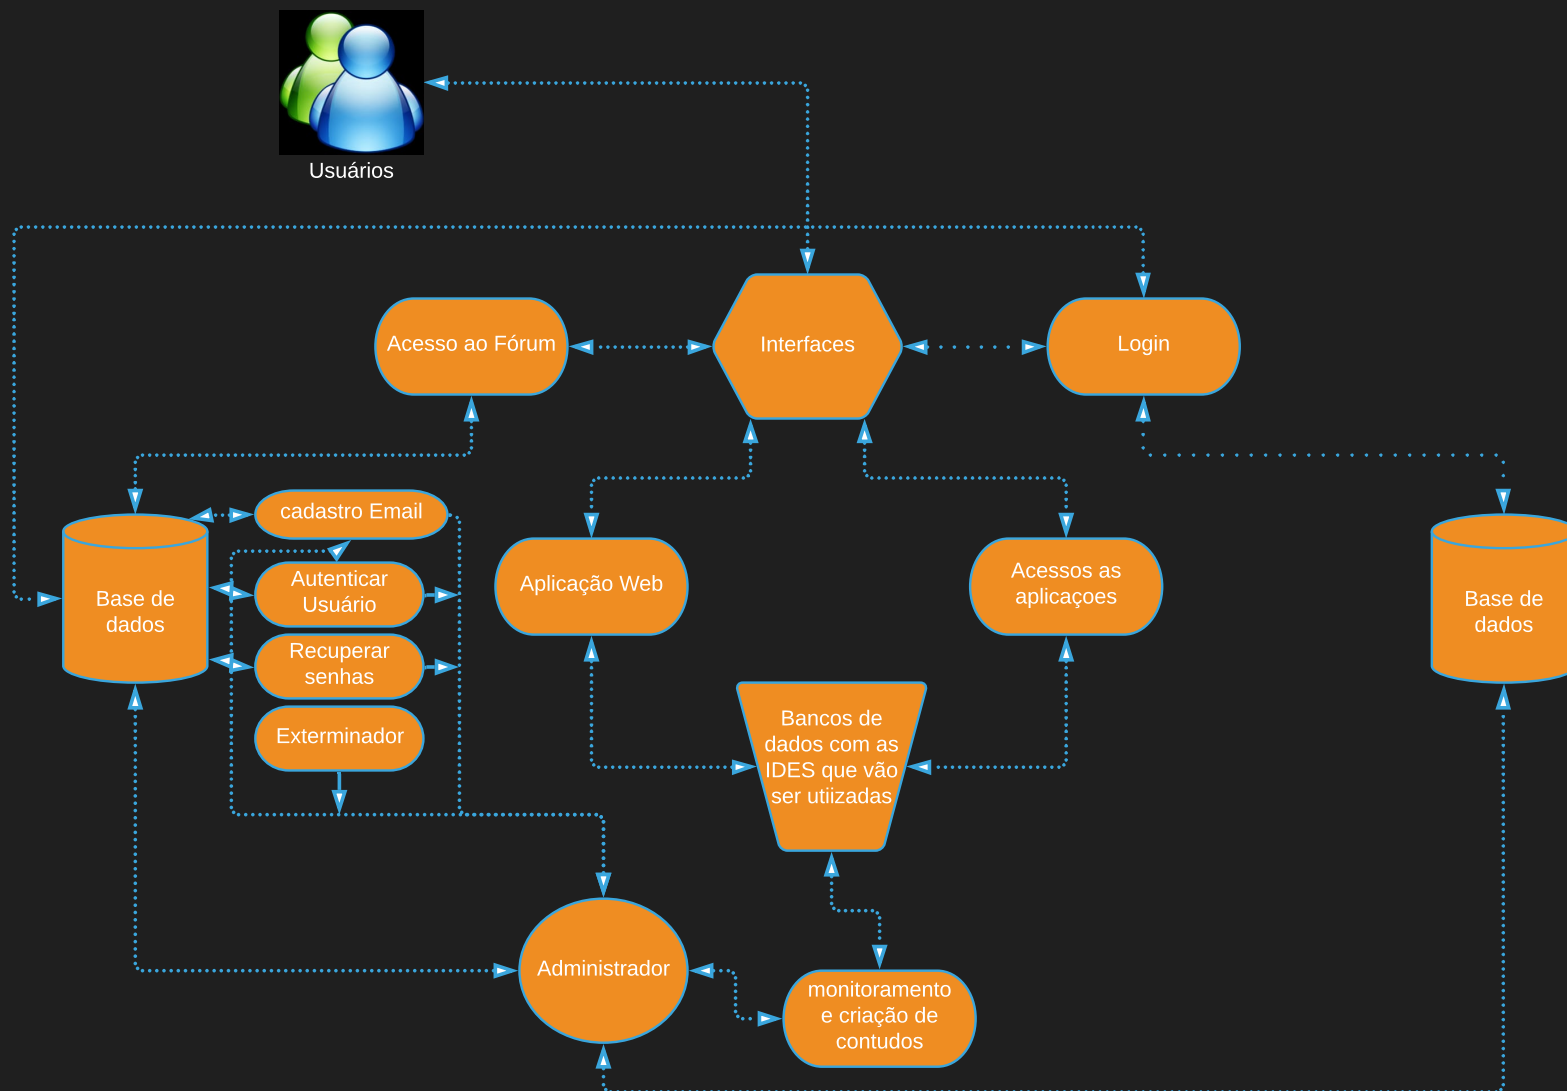 Usuários
Acesso ao Fórum
Interfaces
Login
cadastro Email
Autenticar
Usuário
Recuperar
senhas
Exterminador
Base de
dados
Aplicação Web
Acessos as
aplicaçoes
Base de
dados
Bancos de
dados com as
IDES que vão
ser utiizadas
Administrador
monitoramento
e criação de
contudos